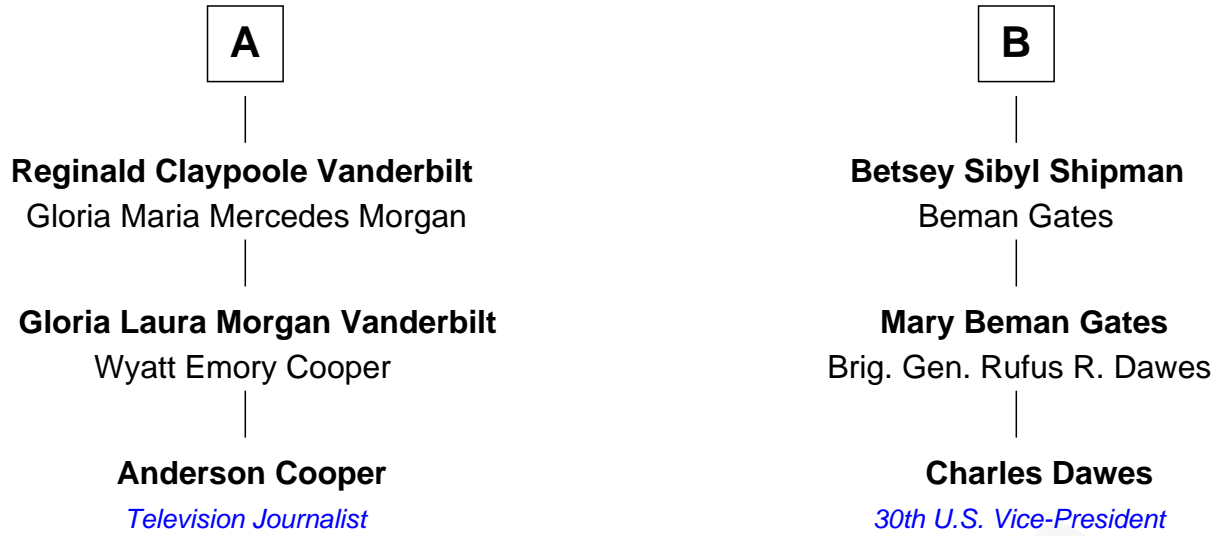 A
Reginald Claypoole Vanderbilt
Gloria Maria Mercedes Morgan
Gloria Laura Morgan Vanderbilt
Wyatt Emory Cooper
Anderson Cooper
Television Journalist
B
Betsey Sibyl Shipman
Beman Gates
Mary Beman Gates
Brig. Gen. Rufus R. Dawes
Charles Dawes
30th U.S. Vice-President